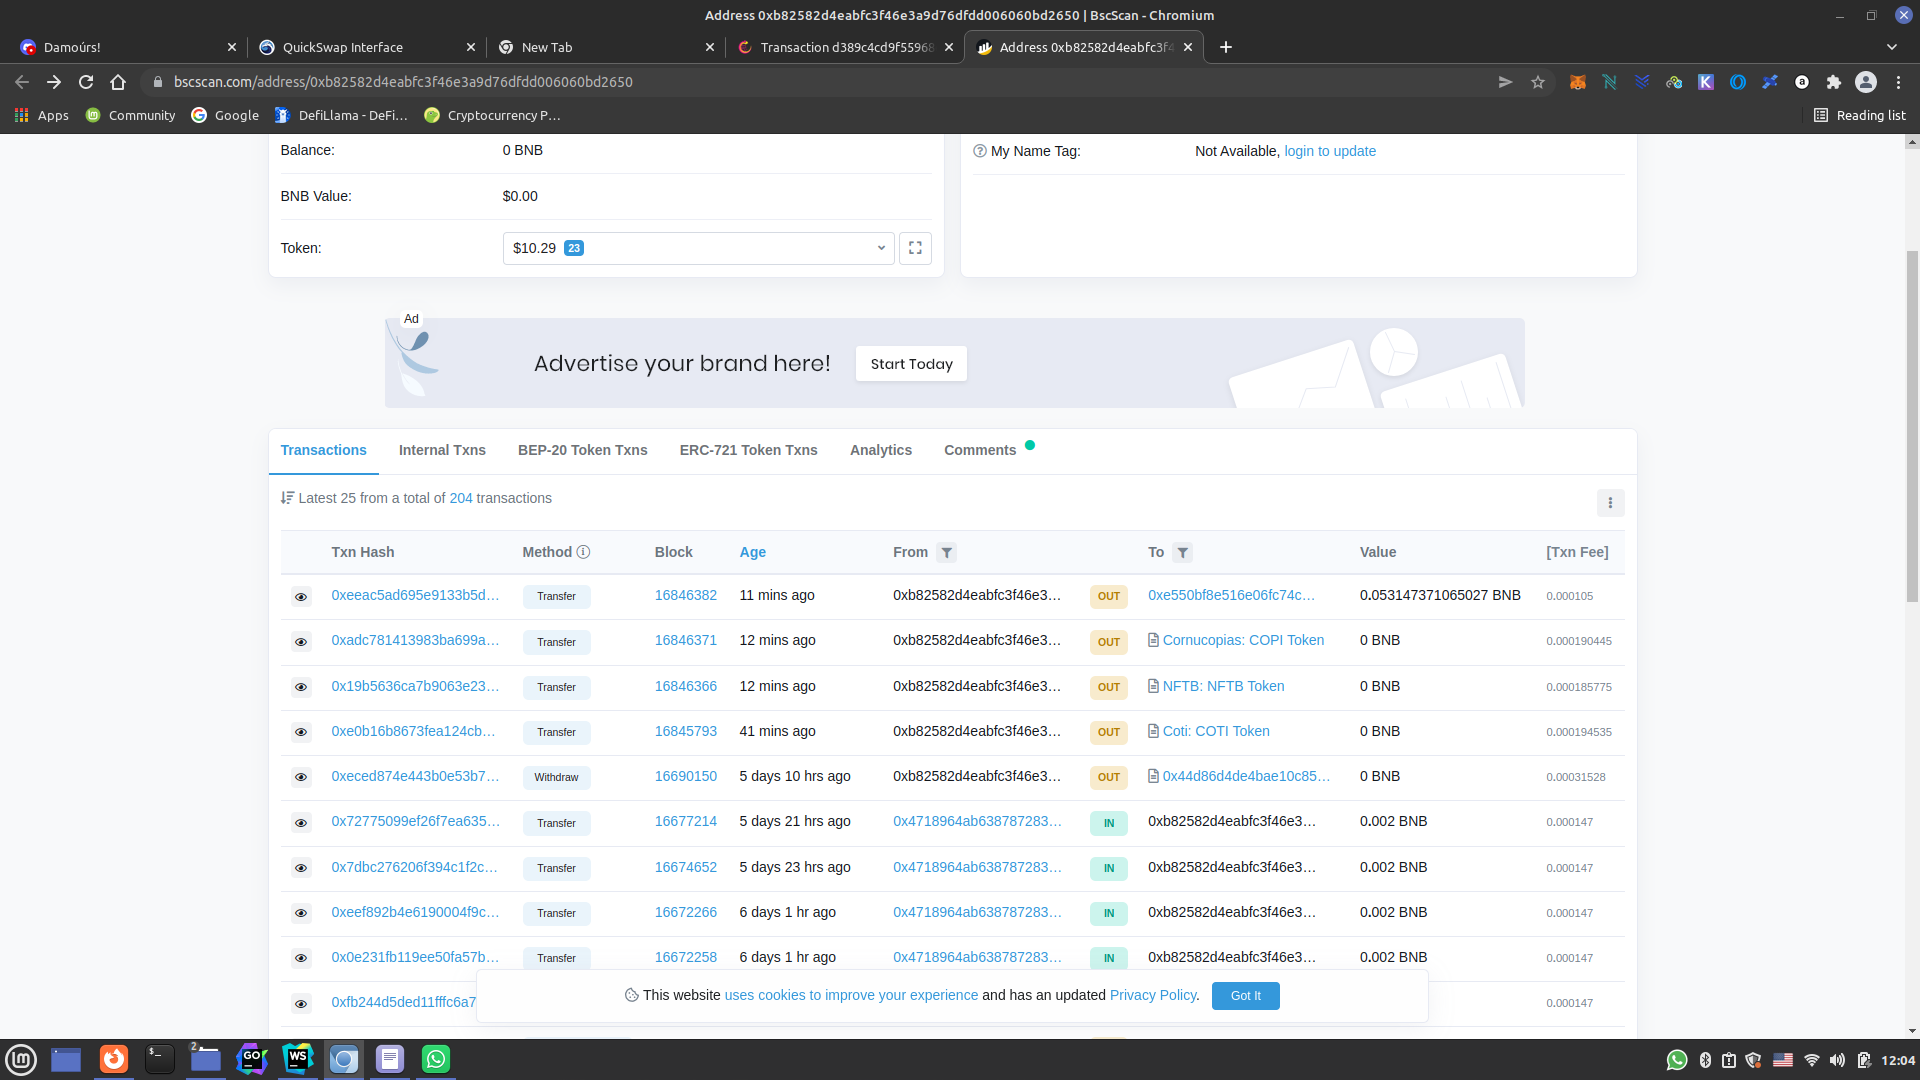 Address 0xb82582d4eabfc3f46e3a9d76dfdd006060bd2650 | BscScan - Chromium
Damoúrs!
QuickSwap Interface
New Tab
Transaction d389c4cd9f55968
Address 0xb82582d4eabfc3f4
bscscan.com/address/0xb82582d4eabfc3f46e3a9d76dfdd006060bd2650
Apps
Community
Google
DefiLlama - DeFi…
Cryptocurrency P…
Reading list
Balance:
0 BNB
My Name Tag:
Not Available, login to update
BNB Value:
$0.00
Token:
$10.29 23
Ad
Advertise your brand here!
Start Today
Transactions
Internal Txns
BEP-20 Token Txns
ERC-721 Token Txns
Analytics
Comments
Latest 25 from a total of 204 transactions
Txn Hash Method Block Age From To Value [Txn Fee]
0xeeac5ad695e9133b5d… Transfer 16846382 11 mins ago 0xb82582d4eabfc3f46e3… OUT 0xe550bf8e516e06fc74c… 0.053147371065027 BNB 0.000105
0xadc781413983ba699a… Transfer 16846371 12 mins ago 0xb82582d4eabfc3f46e3… OUT Cornucopias: COPI Token 0 BNB 0.000190445
0x19b5636ca7b9063e23… Transfer 16846366 12 mins ago 0xb82582d4eabfc3f46e3… OUT NFTB: NFTB Token 0 BNB 0.000185775
0xe0b16b8673fea124cb… Transfer 16845793 41 mins ago 0xb82582d4eabfc3f46e3… OUT Coti: COTI Token 0 BNB 0.000194535
0xeced874e443b0e53b7… Withdraw 16690150 5 days 10 hrs ago 0xb82582d4eabfc3f46e3… OUT 0x44d86d4de4bae10c85… 0 BNB 0.00031528
0x72775099ef26f7ea635… Transfer 16677214 5 days 21 hrs ago 0x4718964ab638787283… IN 0xb82582d4eabfc3f46e3… 0.002 BNB 0.000147
0x7dbc276206f394c1f2c… Transfer 16674652 5 days 23 hrs ago 0x4718964ab638787283… IN 0xb82582d4eabfc3f46e3… 0.002 BNB 0.000147
0xeef892b4e6190004f9c… Transfer 16672266 6 days 1 hr ago 0x4718964ab638787283… IN 0xb82582d4eabfc3f46e3… 0.002 BNB 0.000147
0x0e231fb119ee50fa57b… Transfer 16672258 6 days 1 hr ago 0x4718964ab638787283… IN 0xb82582d4eabfc3f46e3… 0.002 BNB 0.000147
0xfb244d5ded11fffc6a7 0.000147
This website uses cookies to improve your experience and has an updated Privacy Policy.
Got It
2
GO
WS
12:04